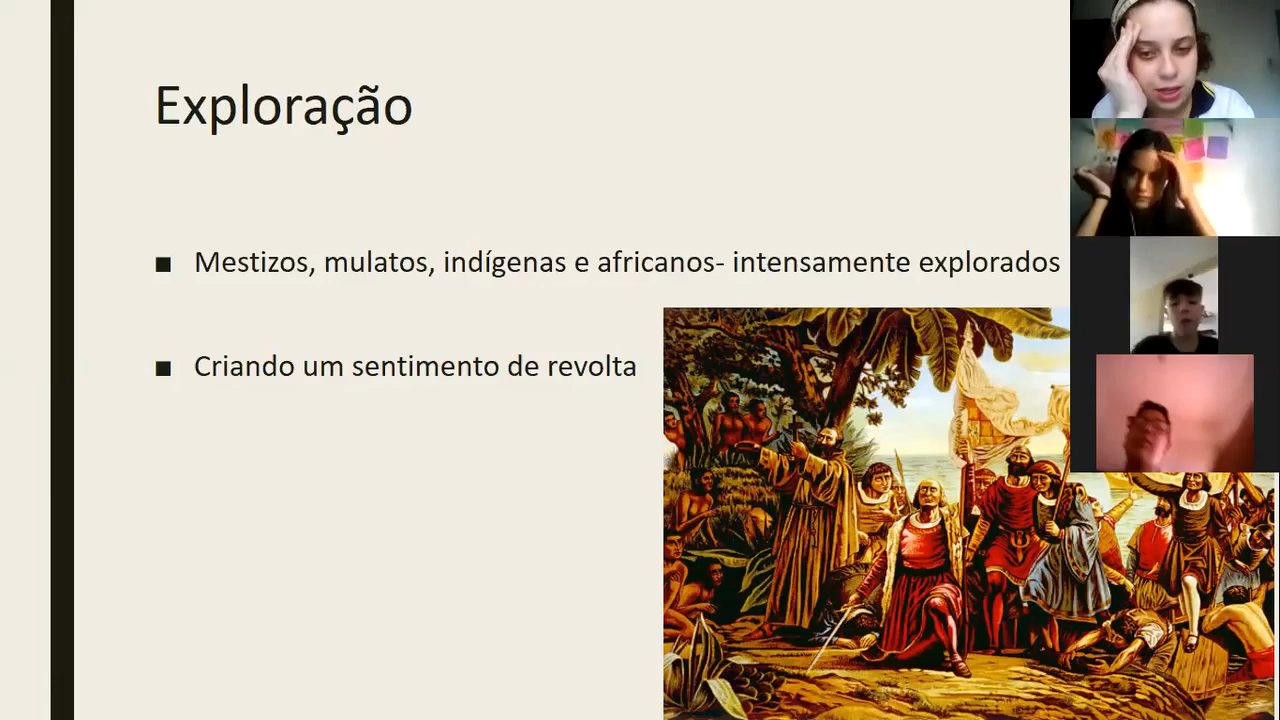 Exploração
▪ Mestizos, mulatos, indígenas e africanos- intensamente explorados
▪ Criando um sentimento de revolta